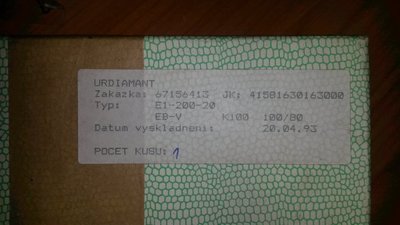 URDIAMANT
Zakazka: 67156413 JK: 41581630163000
Typ: E1-200-20
EB-V K100 100/80
Datum vyskladneni: 20.04.93
POCET KUSU: 1